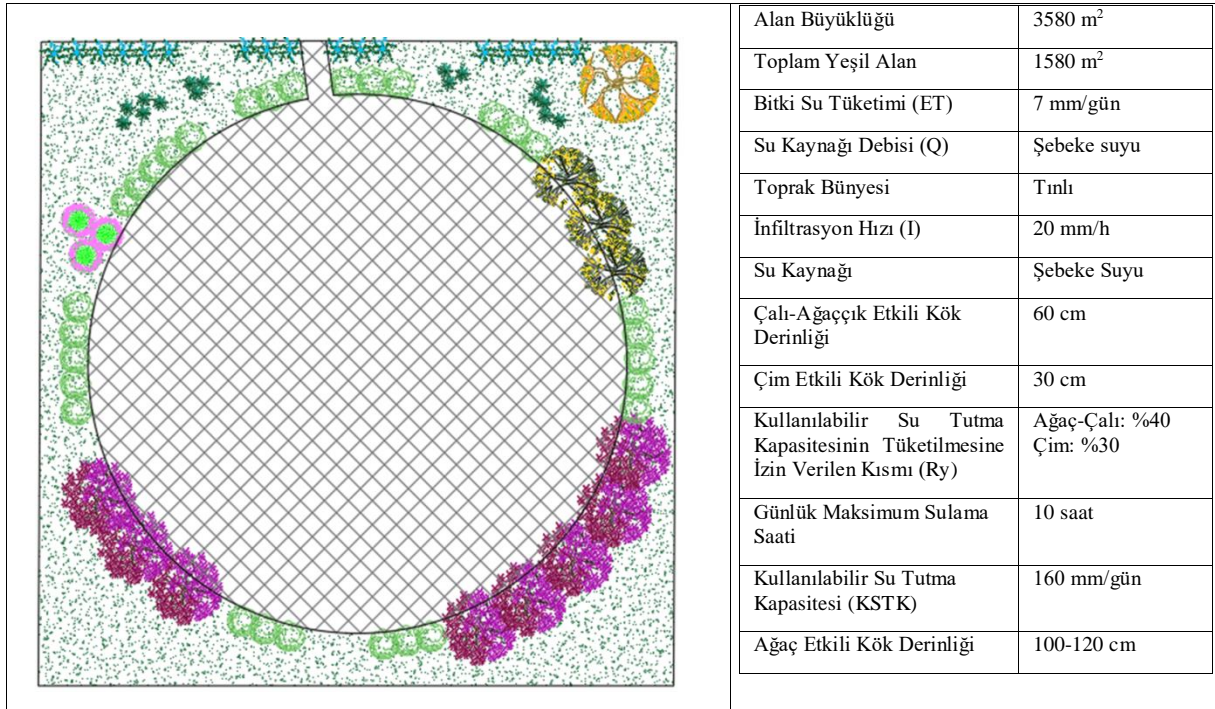 Alan Büyüklüğü 3580 m²
Toplam Yeşil Alan 1580 m²
Bitki Su Tüketimi (ET) 7 mm/gün
Su Kaynağı Debisi (Q) Şebeke suyu
Toprak Bünyesi Tınlı
İnfiltrasyon Hızı (I) 20 mm/h
Su Kaynağı Şebeke Suyu
Çalı-Ağaççık Etkili Kök 60 cm
Derinliği
Çim Etkili Kök Derinliği 30 cm
Kullanılabilir Su Tutma Ağaç-Çalı: %40
Kapasitesinin Tüketilmesine Çim: %30
İzin Verilen Kısmı (Ry)
Günlük Maksimum Sulama 10 saat
Saati
Kullanılabilir Su Tutma 160 mm/gün
Kapasitesi (KSTK)
Ağaç Etkili Kök Derinliği 100-120 cm